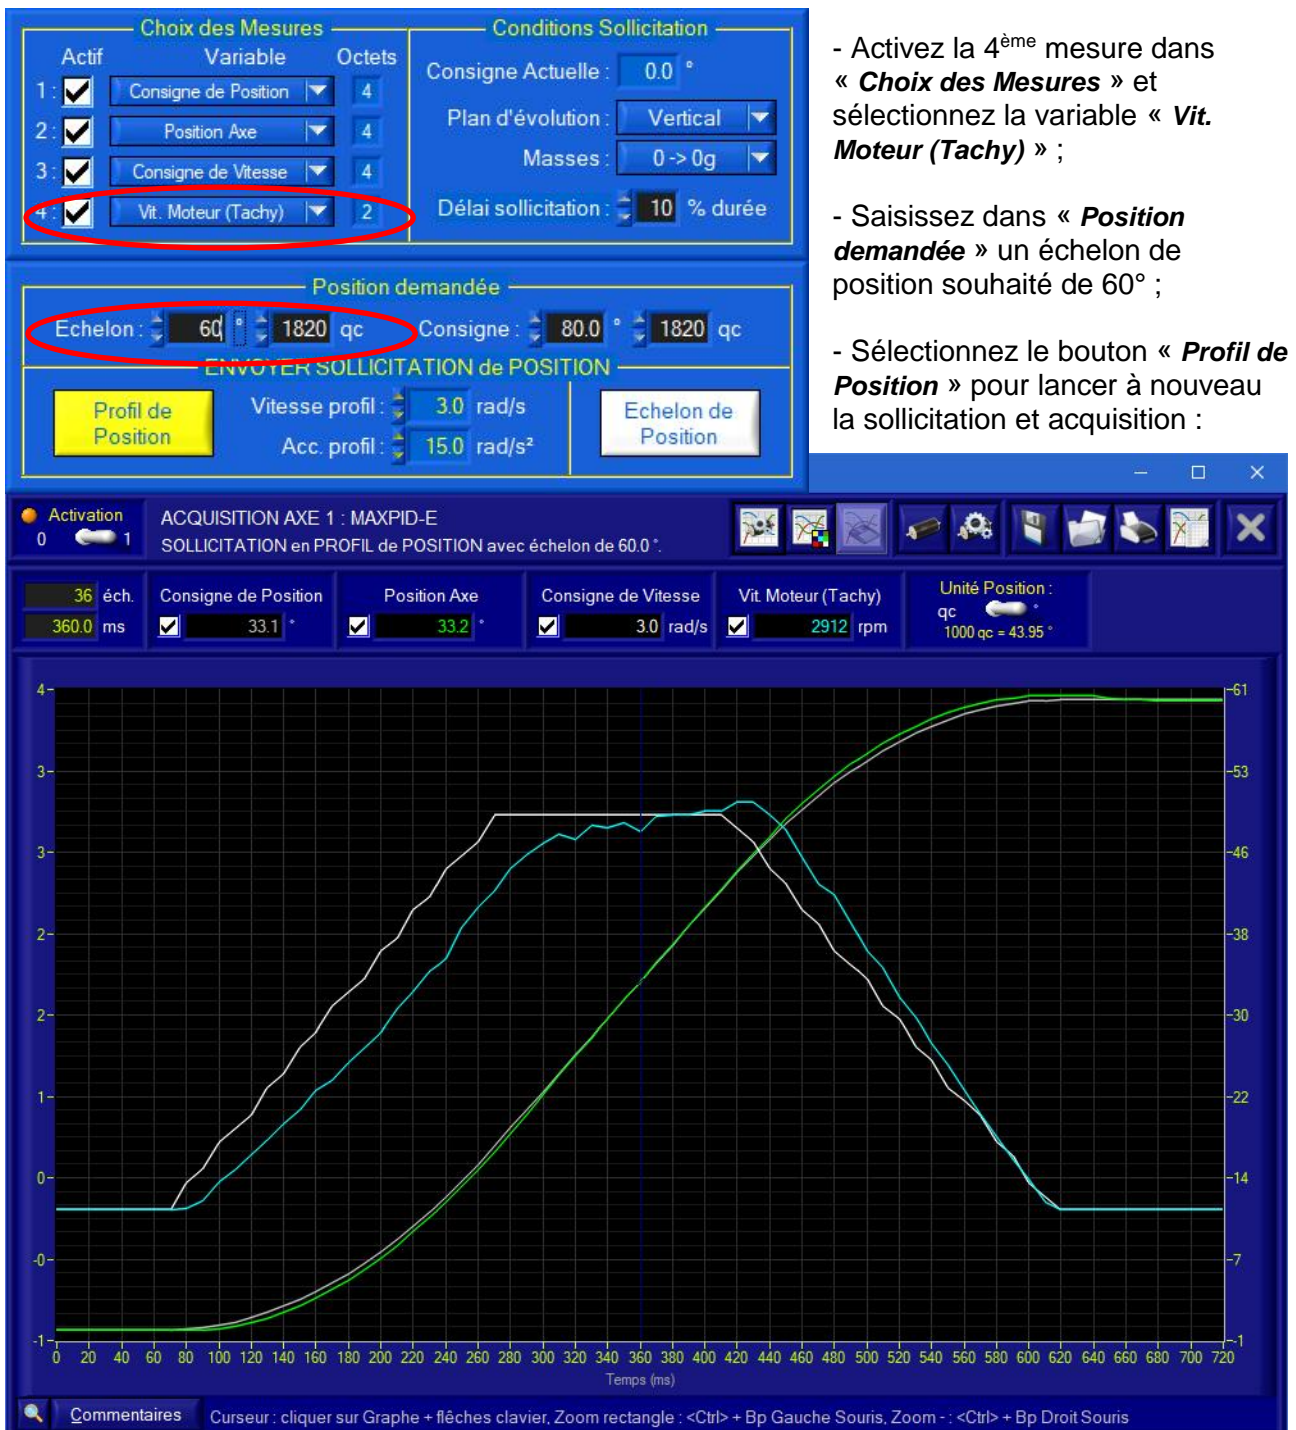 Choix des Mesures
Actif Variable Octets
1 : Consigne de Position 4
2 : Position Axe 4
3 : Consigne de Vitesse 4
4 : Vit. Moteur (Tachy) 2
Conditions Sollicitation
Consigne Actuelle : 0.0 °
Plan d'évolution : Vertical
Masses : 0 -> 0g
Délai sollicitation : 10 % durée
- Activez la 4ème mesure dans
« Choix des Mesures » et
sélectionnez la variable « Vit.
Moteur (Tachy) » ;
- Saisissez dans « Position
demandée » un échelon de
position souhaité de 60° ;
- Sélectionnez le bouton « Profil de
Position » pour lancer à nouveau
la sollicitation et acquisition :
Position demandée
Echelon : 60 ° 1820 qc Consigne : 80.0 ° 1820 qc
ENVOYER SOLLICITATION de POSITION
Profil de
Position
Vitesse profil : 3.0 rad/s
Acc. profil : 15.0 rad/s²
Echelon de
Position
Activation
0 1
ACQUISITION AXE 1 : MAXPID-E
SOLLICITATION en PROFIL de POSITION avec échelon de 60.0 °.
36 éch.
360.0 ms
Consigne de Position
33.1 °
Position Axe
33.2 °
Consigne de Vitesse
3.0 rad/s
Vit. Moteur (Tachy)
2912 rpm
Unité Position :
qc °
1000 qc = 43.95 °
4- -61
3- -53
3- -46
2- -38
2- -30
1- -22
0- -14
-0- -7
-1- --1
0 20 40 60 80 100 120 140 160 180 200 220 240 260 280 300 320 340 360 380 400 420 440 460 480 500 520 540 560 580 600 620 640 660 680 700 720
Temps (ms)
Commentaires Curseur : cliquer sur Graphe + flêches clavier, Zoom rectangle : <Ctrl> + Bp Gauche Souris, Zoom - : <Ctrl> + Bp Droit Souris